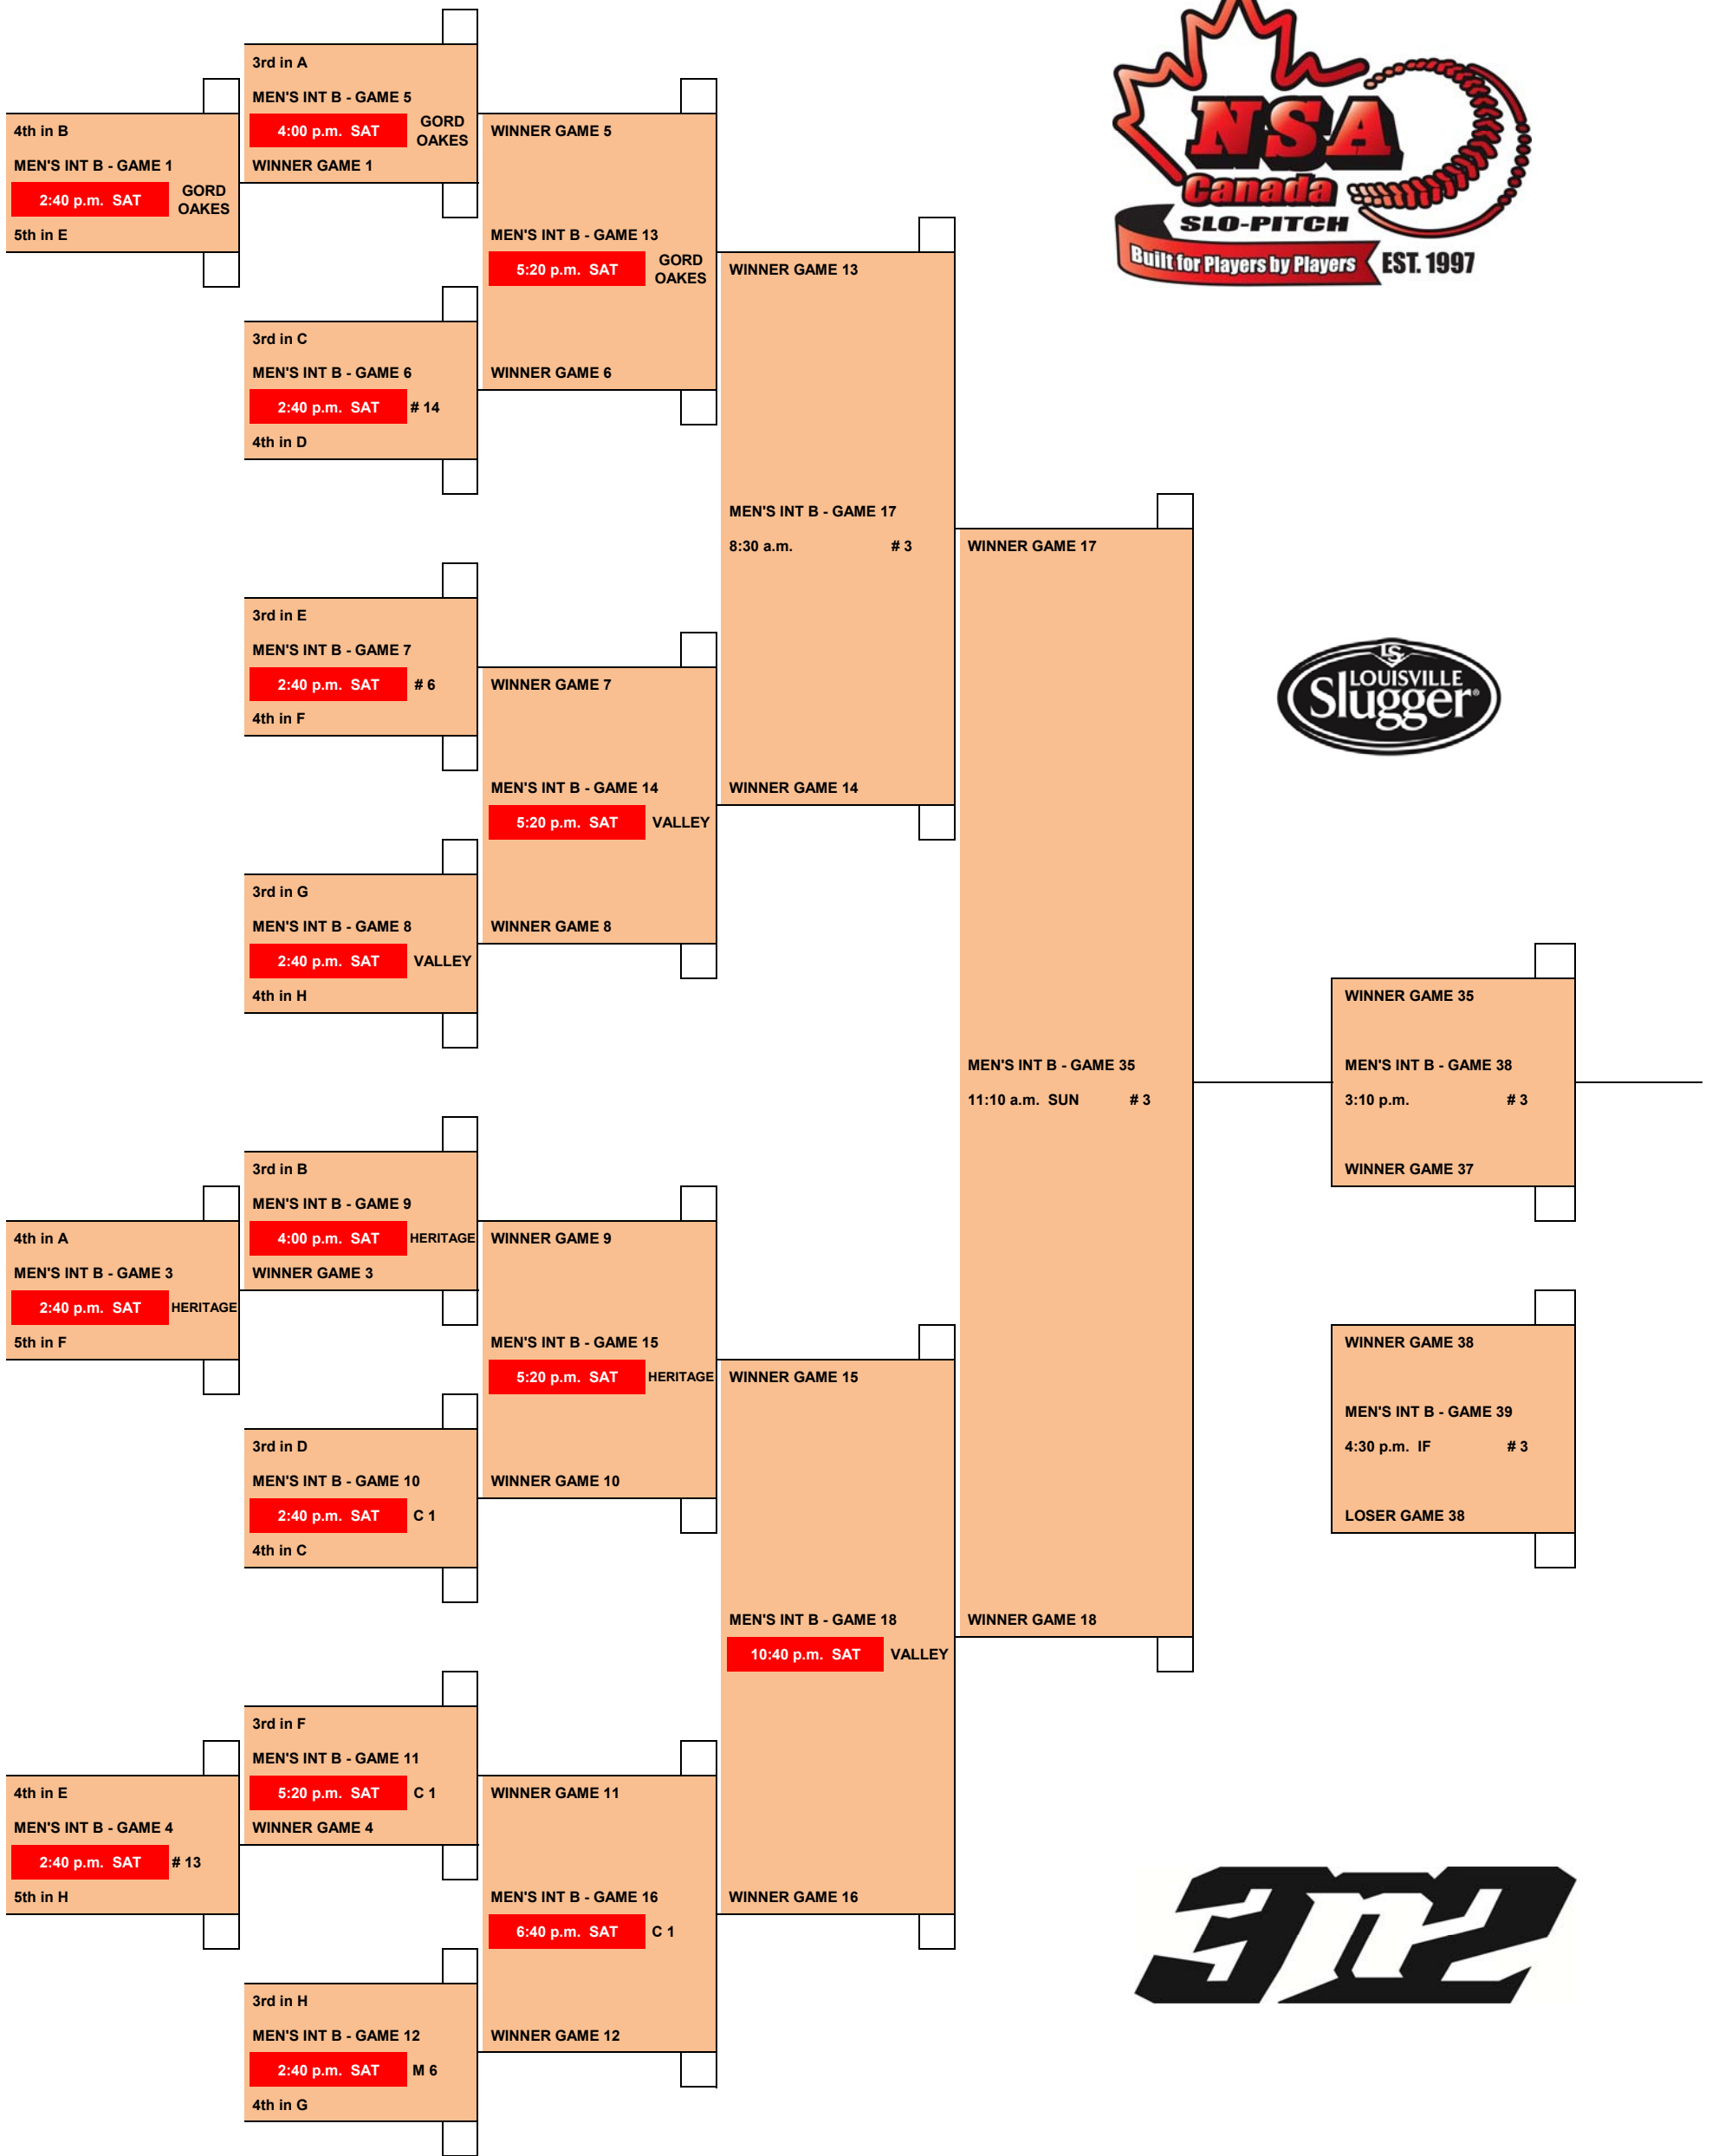 4th in B
MEN'S INT B - GAME 1
2:40 p.m. SAT GORD OAKES
5th in E
4th in A
MEN'S INT B - GAME 3
2:40 p.m. SAT HERITAGE
5th in F
4th in E
MEN'S INT B - GAME 4
2:40 p.m. SAT # 13
5th in H
3rd in A
MEN'S INT B - GAME 5
4:00 p.m. SAT GORD OAKES
WINNER GAME 1
3rd in C
MEN'S INT B - GAME 6
2:40 p.m. SAT # 14
4th in D
3rd in E
MEN'S INT B - GAME 7
2:40 p.m. SAT # 6
4th in F
3rd in G
MEN'S INT B - GAME 8
2:40 p.m. SAT VALLEY
4th in H
3rd in B
MEN'S INT B - GAME 9
4:00 p.m. SAT HERITAGE
WINNER GAME 3
3rd in D
MEN'S INT B - GAME 10
2:40 p.m. SAT C 1
4th in C
3rd in F
MEN'S INT B - GAME 11
5:20 p.m. SAT C 1
WINNER GAME 4
3rd in H
MEN'S INT B - GAME 12
2:40 p.m. SAT M 6
4th in G
WINNER GAME 5
MEN'S INT B - GAME 13
5:20 p.m. SAT GORD OAKES
WINNER GAME 6
WINNER GAME 7
MEN'S INT B - GAME 14
5:20 p.m. SAT VALLEY
WINNER GAME 8
WINNER GAME 9
MEN'S INT B - GAME 15
5:20 p.m. SAT HERITAGE
WINNER GAME 10
WINNER GAME 11
MEN'S INT B - GAME 16
6:40 p.m. SAT C 1
WINNER GAME 12
WINNER GAME 13
MEN'S INT B - GAME 17
8:30 a.m. # 3
WINNER GAME 14
WINNER GAME 15
MEN'S INT B - GAME 18
10:40 p.m. SAT VALLEY
WINNER GAME 16
WINNER GAME 17
MEN'S INT B - GAME 35
11:10 a.m. SUN # 3
WINNER GAME 18
WINNER GAME 35
MEN'S INT B - GAME 38
3:10 p.m. # 3
WINNER GAME 37
WINNER GAME 38
MEN'S INT B - GAME 39
4:30 p.m. IF # 3
LOSER GAME 38
NSA
Canada
SLO-PITCH
Built for Players by Players EST. 1997
LS
LOUISVILLE
Slugger®
3n2